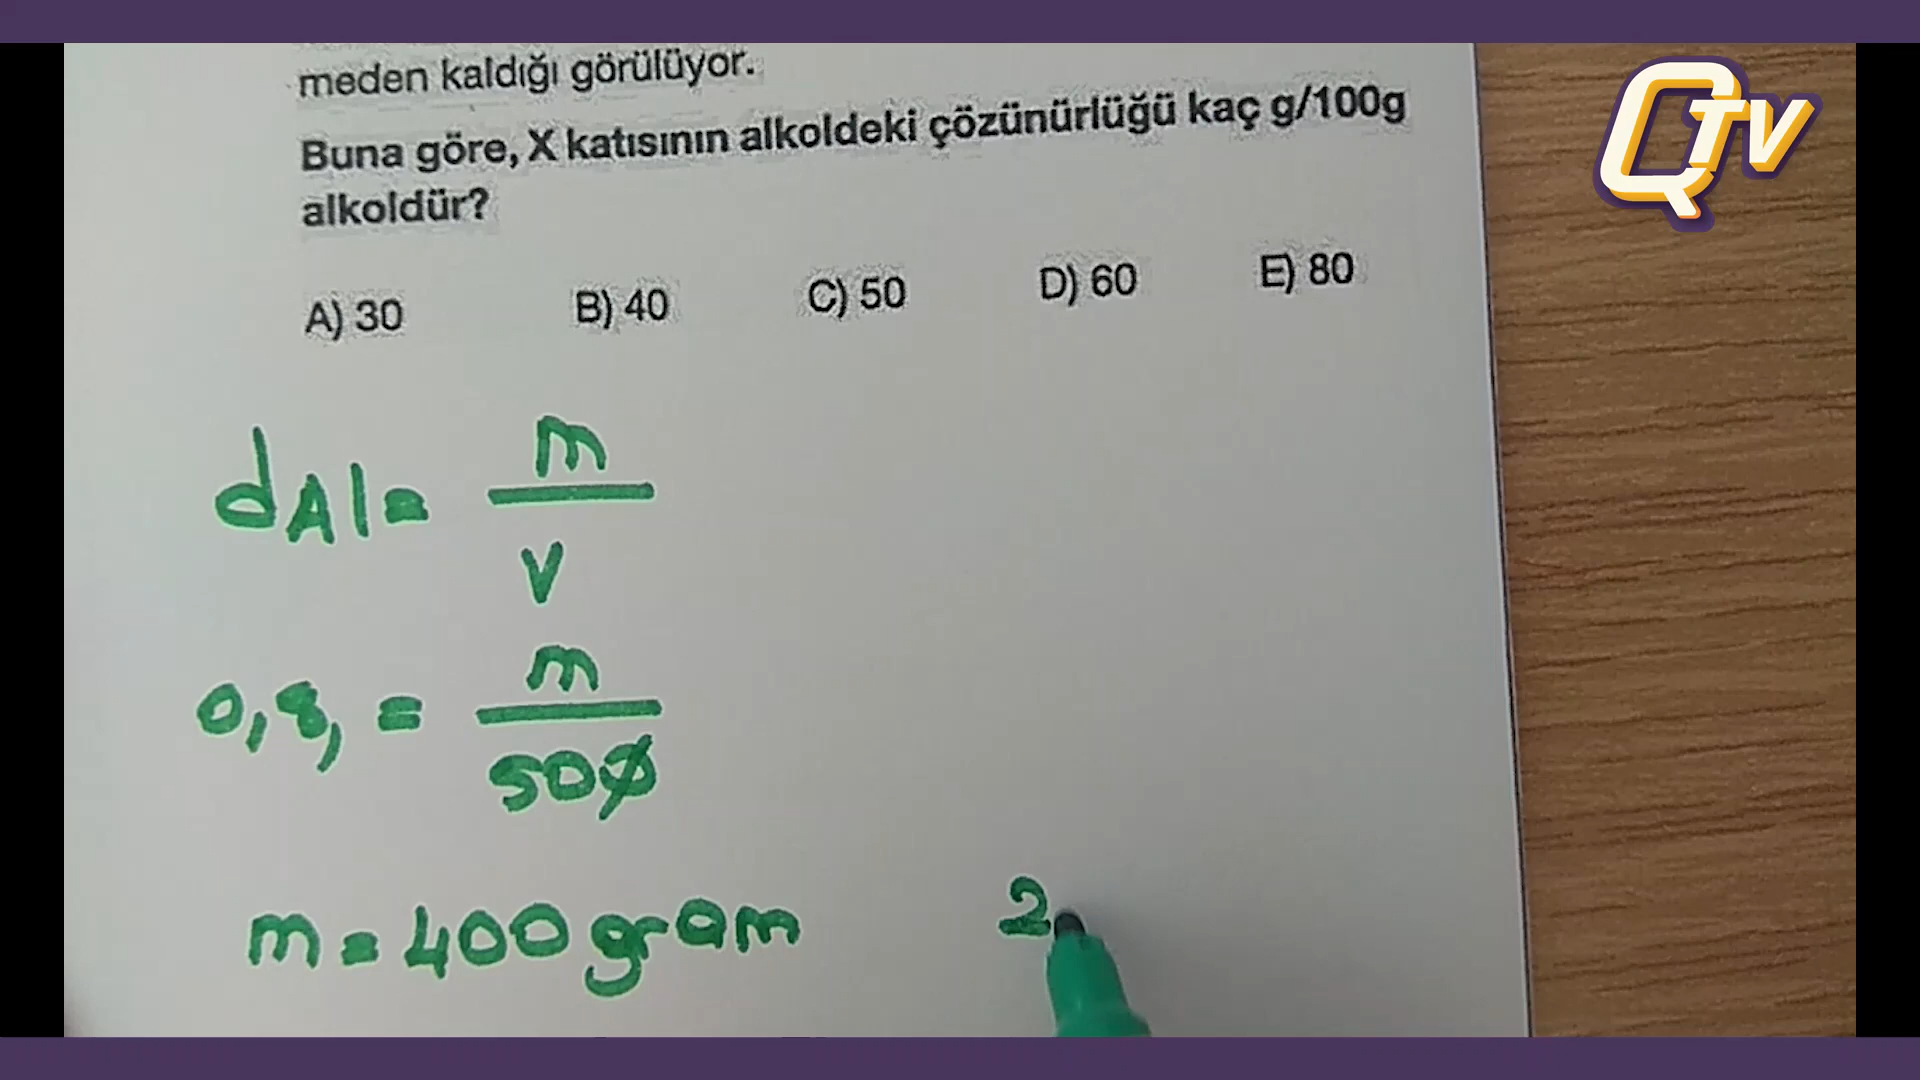 meden kaldığı görülüyor.
Buna göre, X katısının alkoldeki çözünürlüğü kaç g/100g
alkoldür?
A) 30 B) 40 C) 50 D) 60 E) 80
dAl = m
V
0,8, = m
500
m = 400 gram 2
QTV